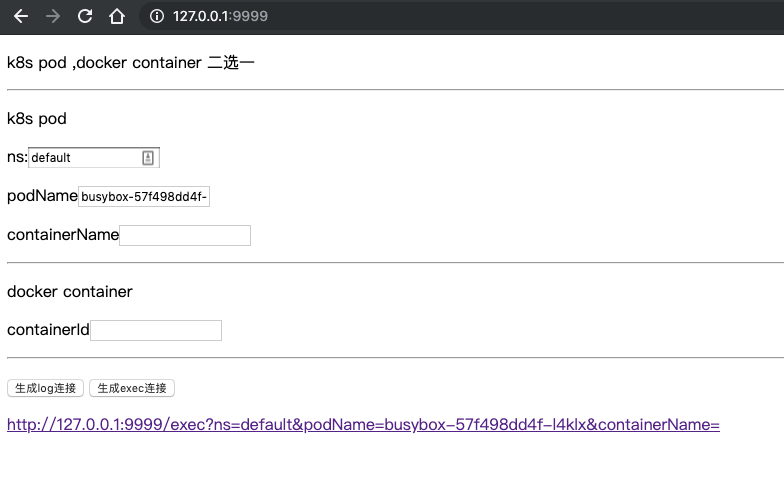 127.0.0.1:9999
k8s pod ,docker container 二选一
k8s pod
ns:default
podNamebusybox-57f498dd4f-
containerName
docker container
containerId
生成log连接 生成exec连接
http://127.0.0.1:9999/exec?ns=default&podName=busybox-57f498dd4f-l4klx&containerName=